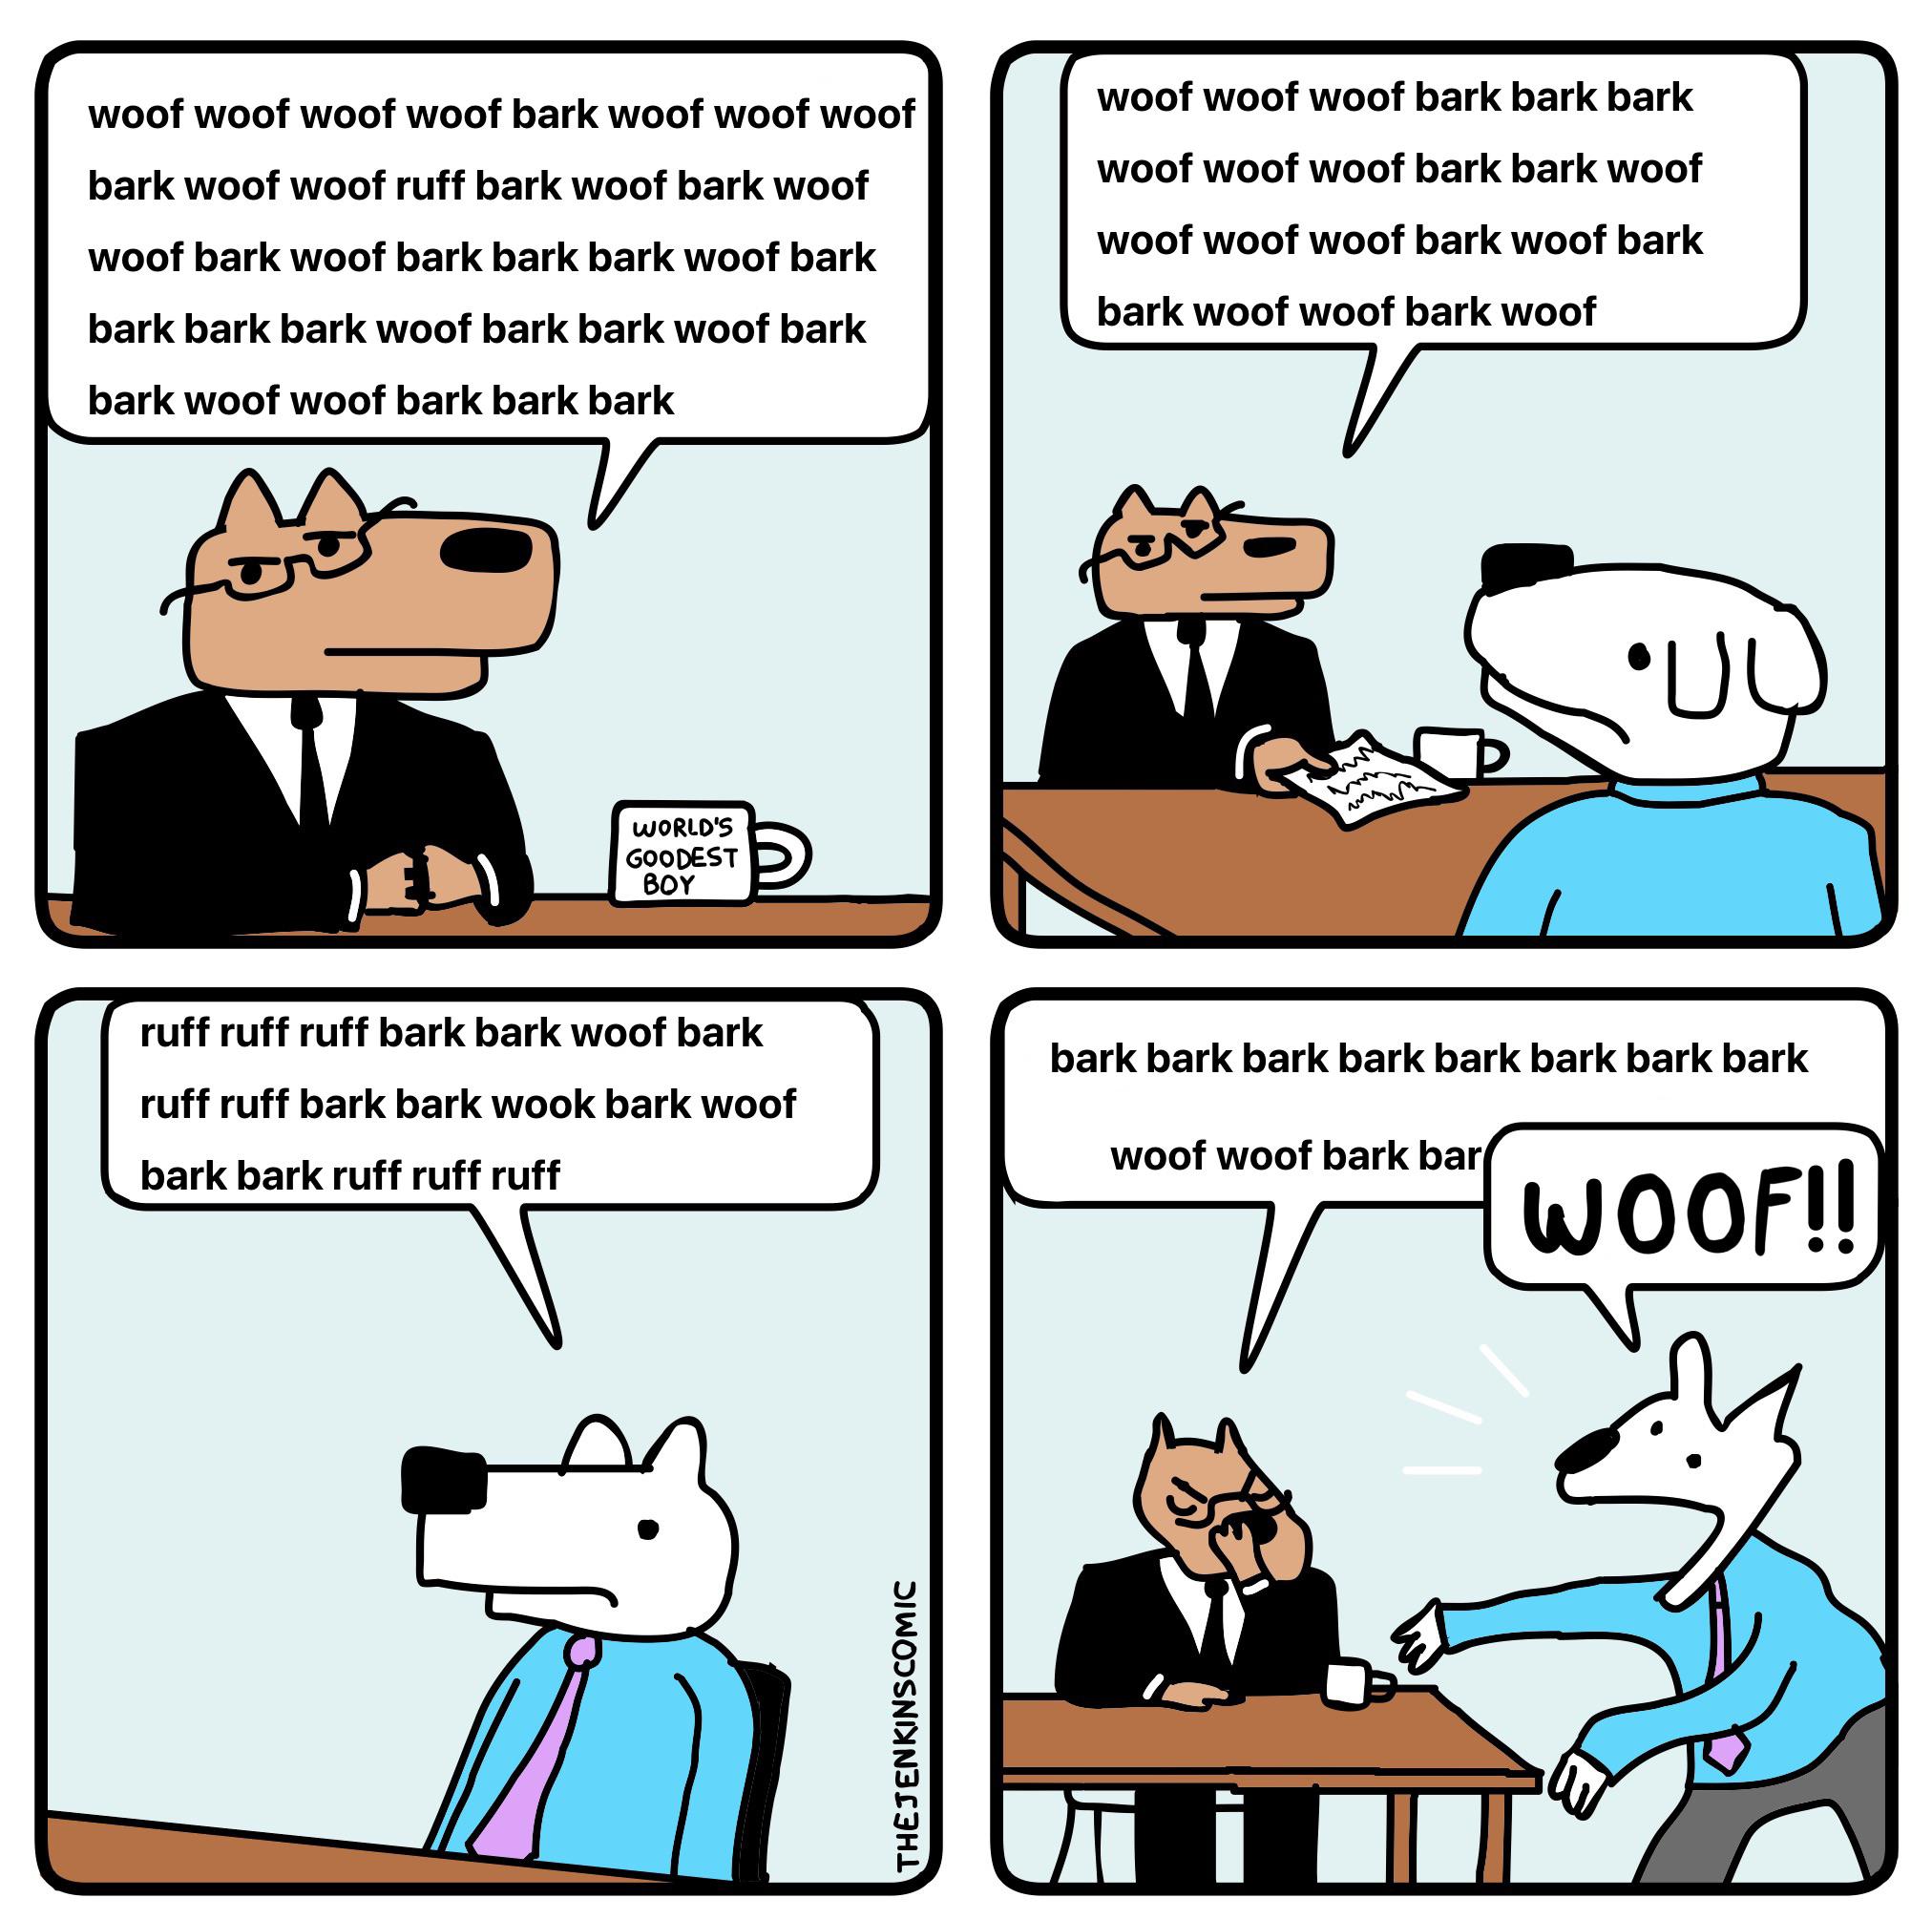 woof woof woof woof bark woof woof woof
bark woof woof ruff bark woof bark woof
woof bark woof bark bark bark woof bark
bark bark bark woof bark bark woof bark
bark woof woof bark bark bark
WORLD'S
GOODEST
BOY
woof woof woof bark bark bark
woof woof woof bark bark woof
woof woof woof bark woof bark
bark woof woof bark woof
ruff ruff ruff bark bark woof bark
ruff ruff bark bark wook bark woof
bark bark ruff ruff ruff
THEJENKINSCOMIC
bark bark bark bark bark bark bark bark
woof woof bark bar
WOOF!!